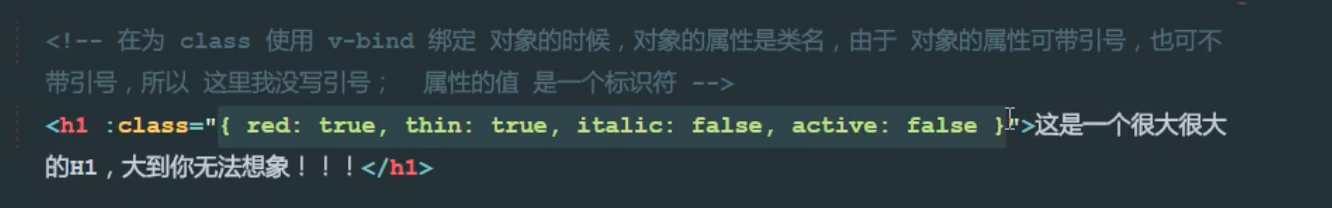 <!-- 在为 class 使用 v-bind 绑定 对象的时候，对象的属性是类名，由于 对象的属性可带引号，也可不
带引号，所以 这里我没写引号；  属性的值 是一个标识符 -->
<h1 :class="{ red: true, thin: true, italic: false, active: false }">这是一个很大很大
的H1，大到你无法想象！！！</h1>